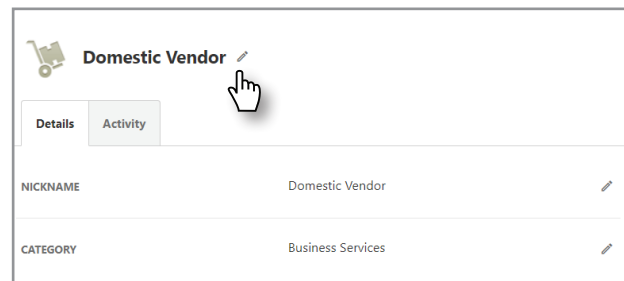 Domestic Vendor
Details Activity
NICKNAME Domestic Vendor
CATEGORY Business Services